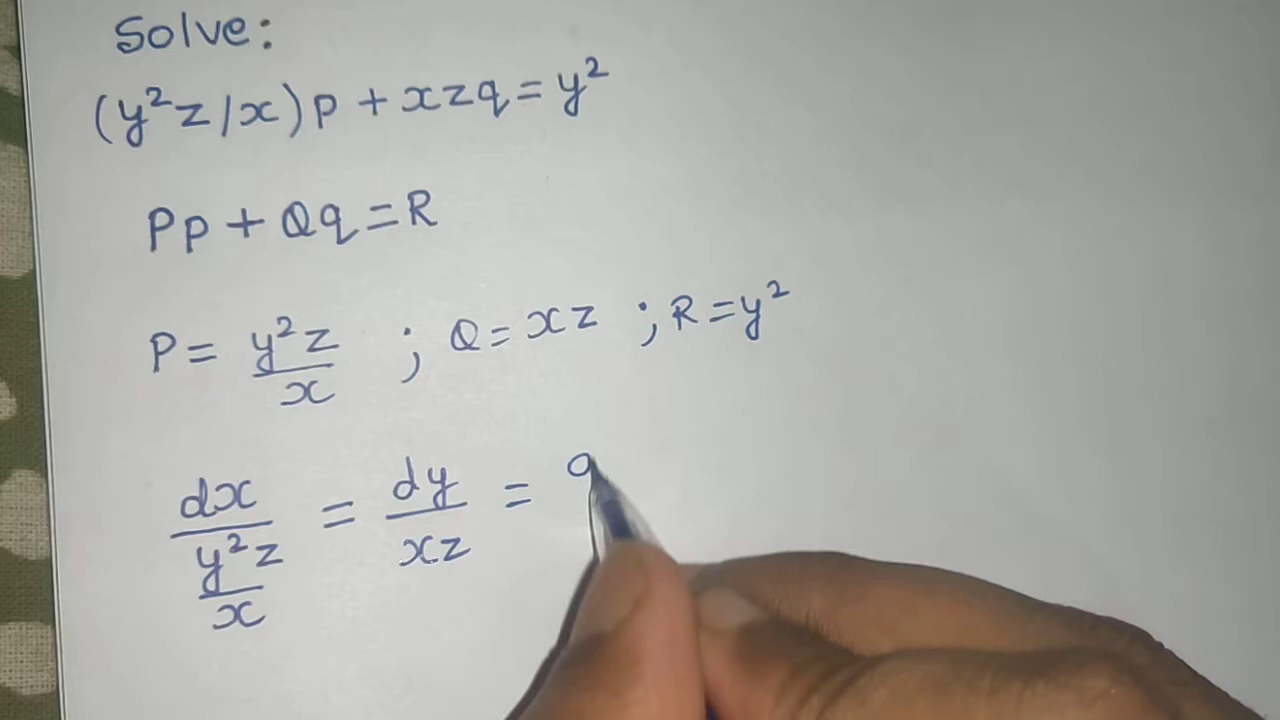 Solve:
(y²z/x)p + xzq = y²
Pp + Qq = R
P = y²z/x ; Q = xz ; R = y²
dx/(y²z/x) = dy/xz =